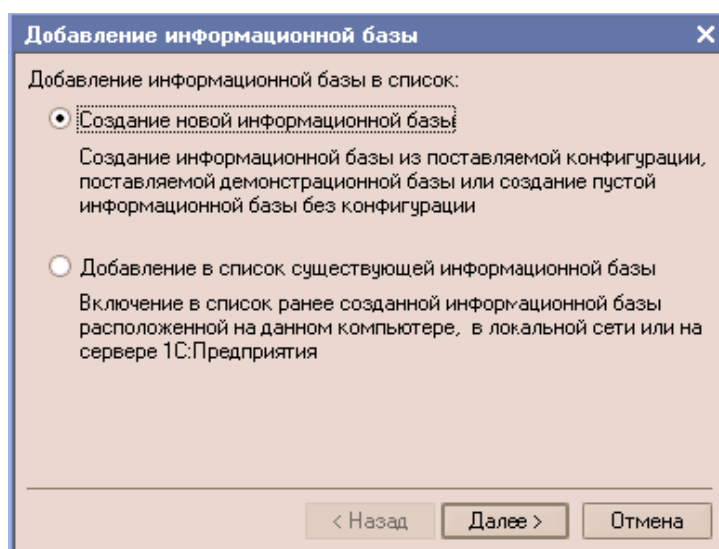 Добавление информационной базы
Добавление информационной базы в список:
Создание новой информационной базы
Создание информационной базы из поставляемой конфигурации,
поставляемой демонстрационной базы или создание пустой
информационной базы без конфигурации
Добавление в список существующей информационной базы
Включение в список ранее созданной информационной базы
расположенной на данном компьютере, в локальной сети или на
сервере 1С:Предприятия
< Назад Далее > Отмена